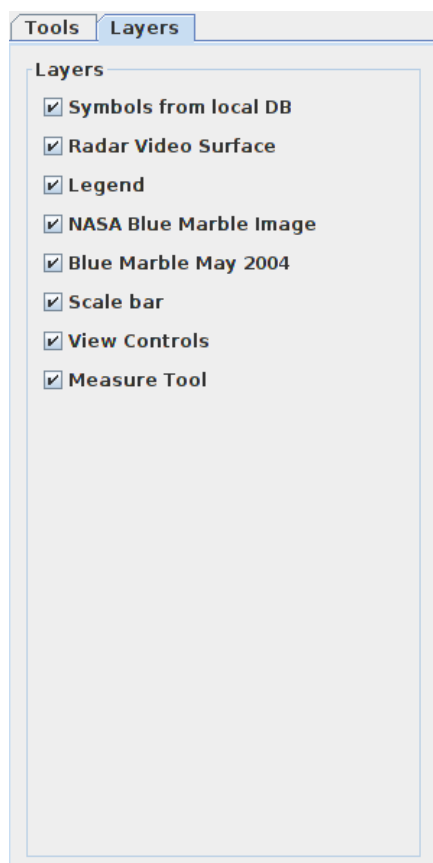 Tools Layers
Layers
Symbols from local DB
Radar Video Surface
Legend
NASA Blue Marble Image
Blue Marble May 2004
Scale bar
View Controls
Measure Tool